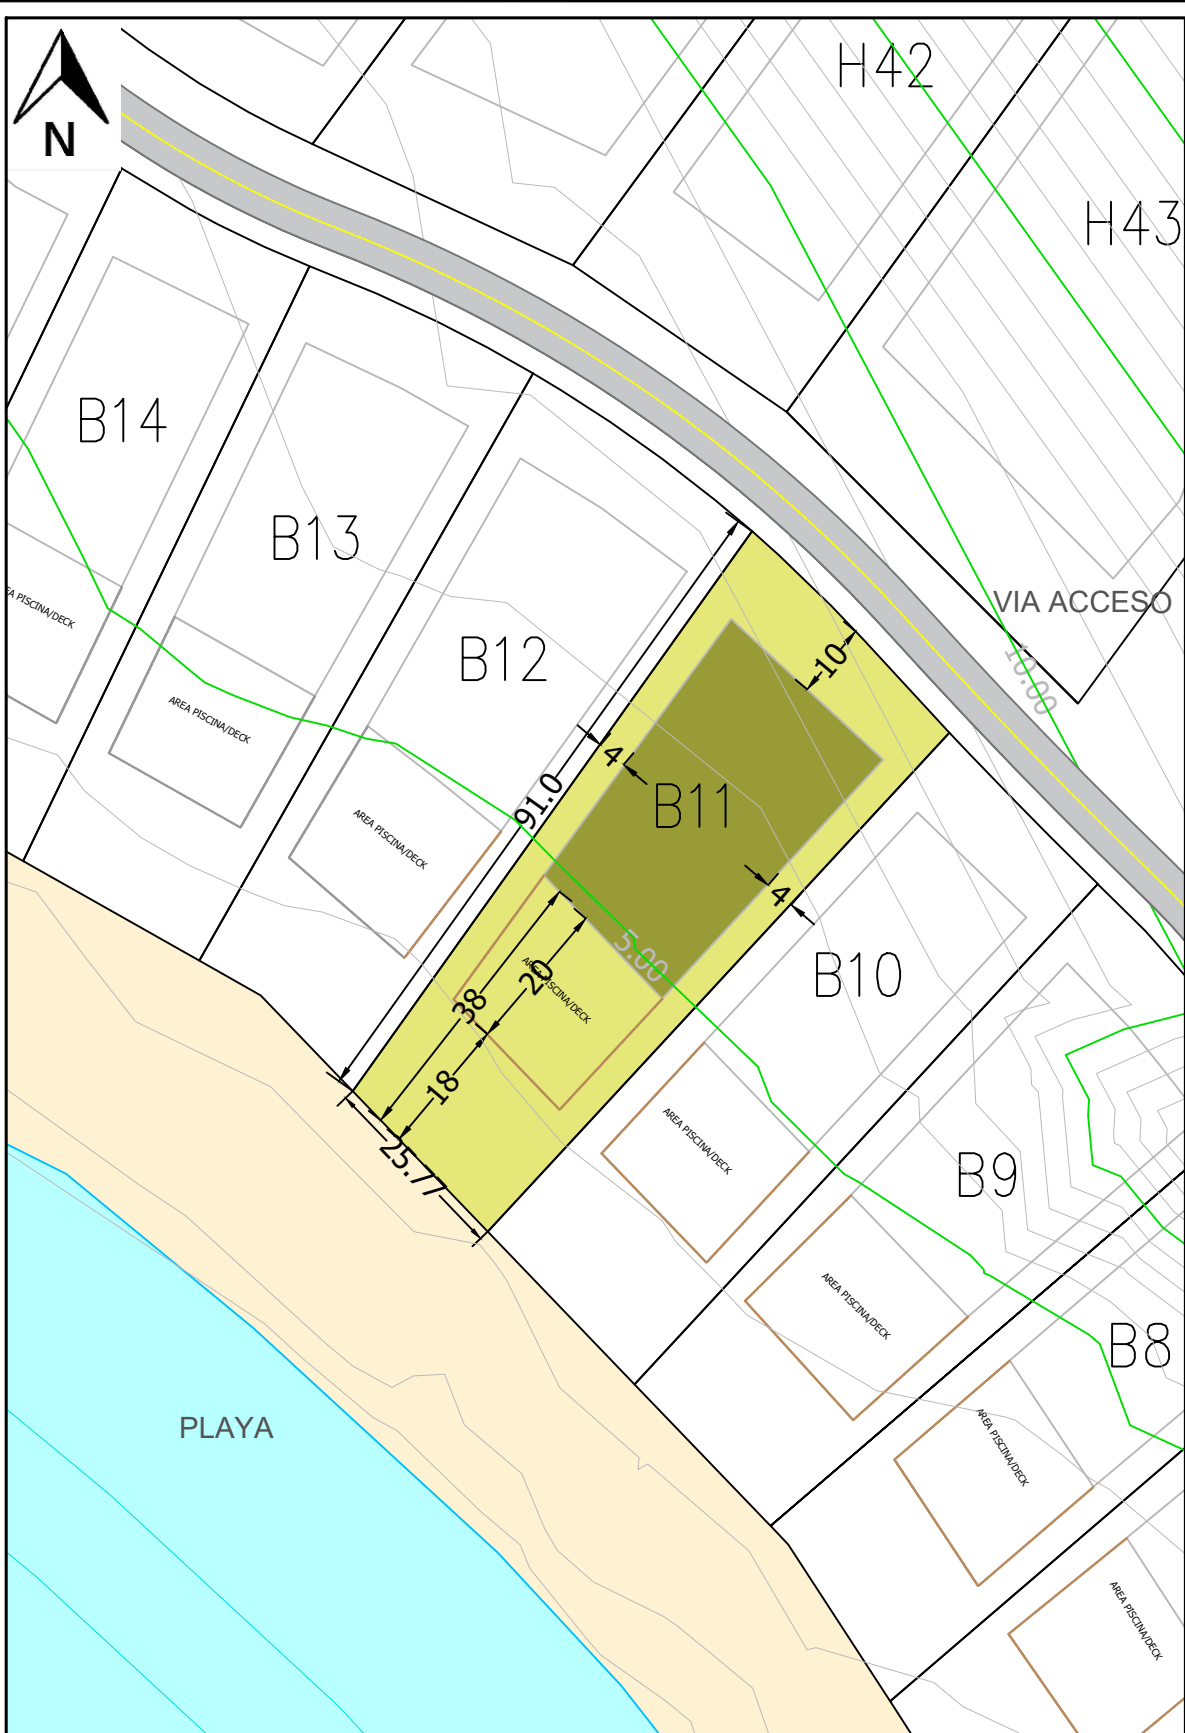 H42
N
H43
B14
B13
VIA ACCESO
A PISCINA/DECK
B12
10
10.00
AREA PISCINA/DECK
4
91.0
B11
AREA PISCINA/DECK
4
5.00
B10
AREA PISCINA/DECK
20
38
18
AREA PISCINA/DECK
25.77
B9
AREA PISCINA/DECK
B8
PLAYA
AREA PISCINA/DECK
AREA PISCINA/DECK